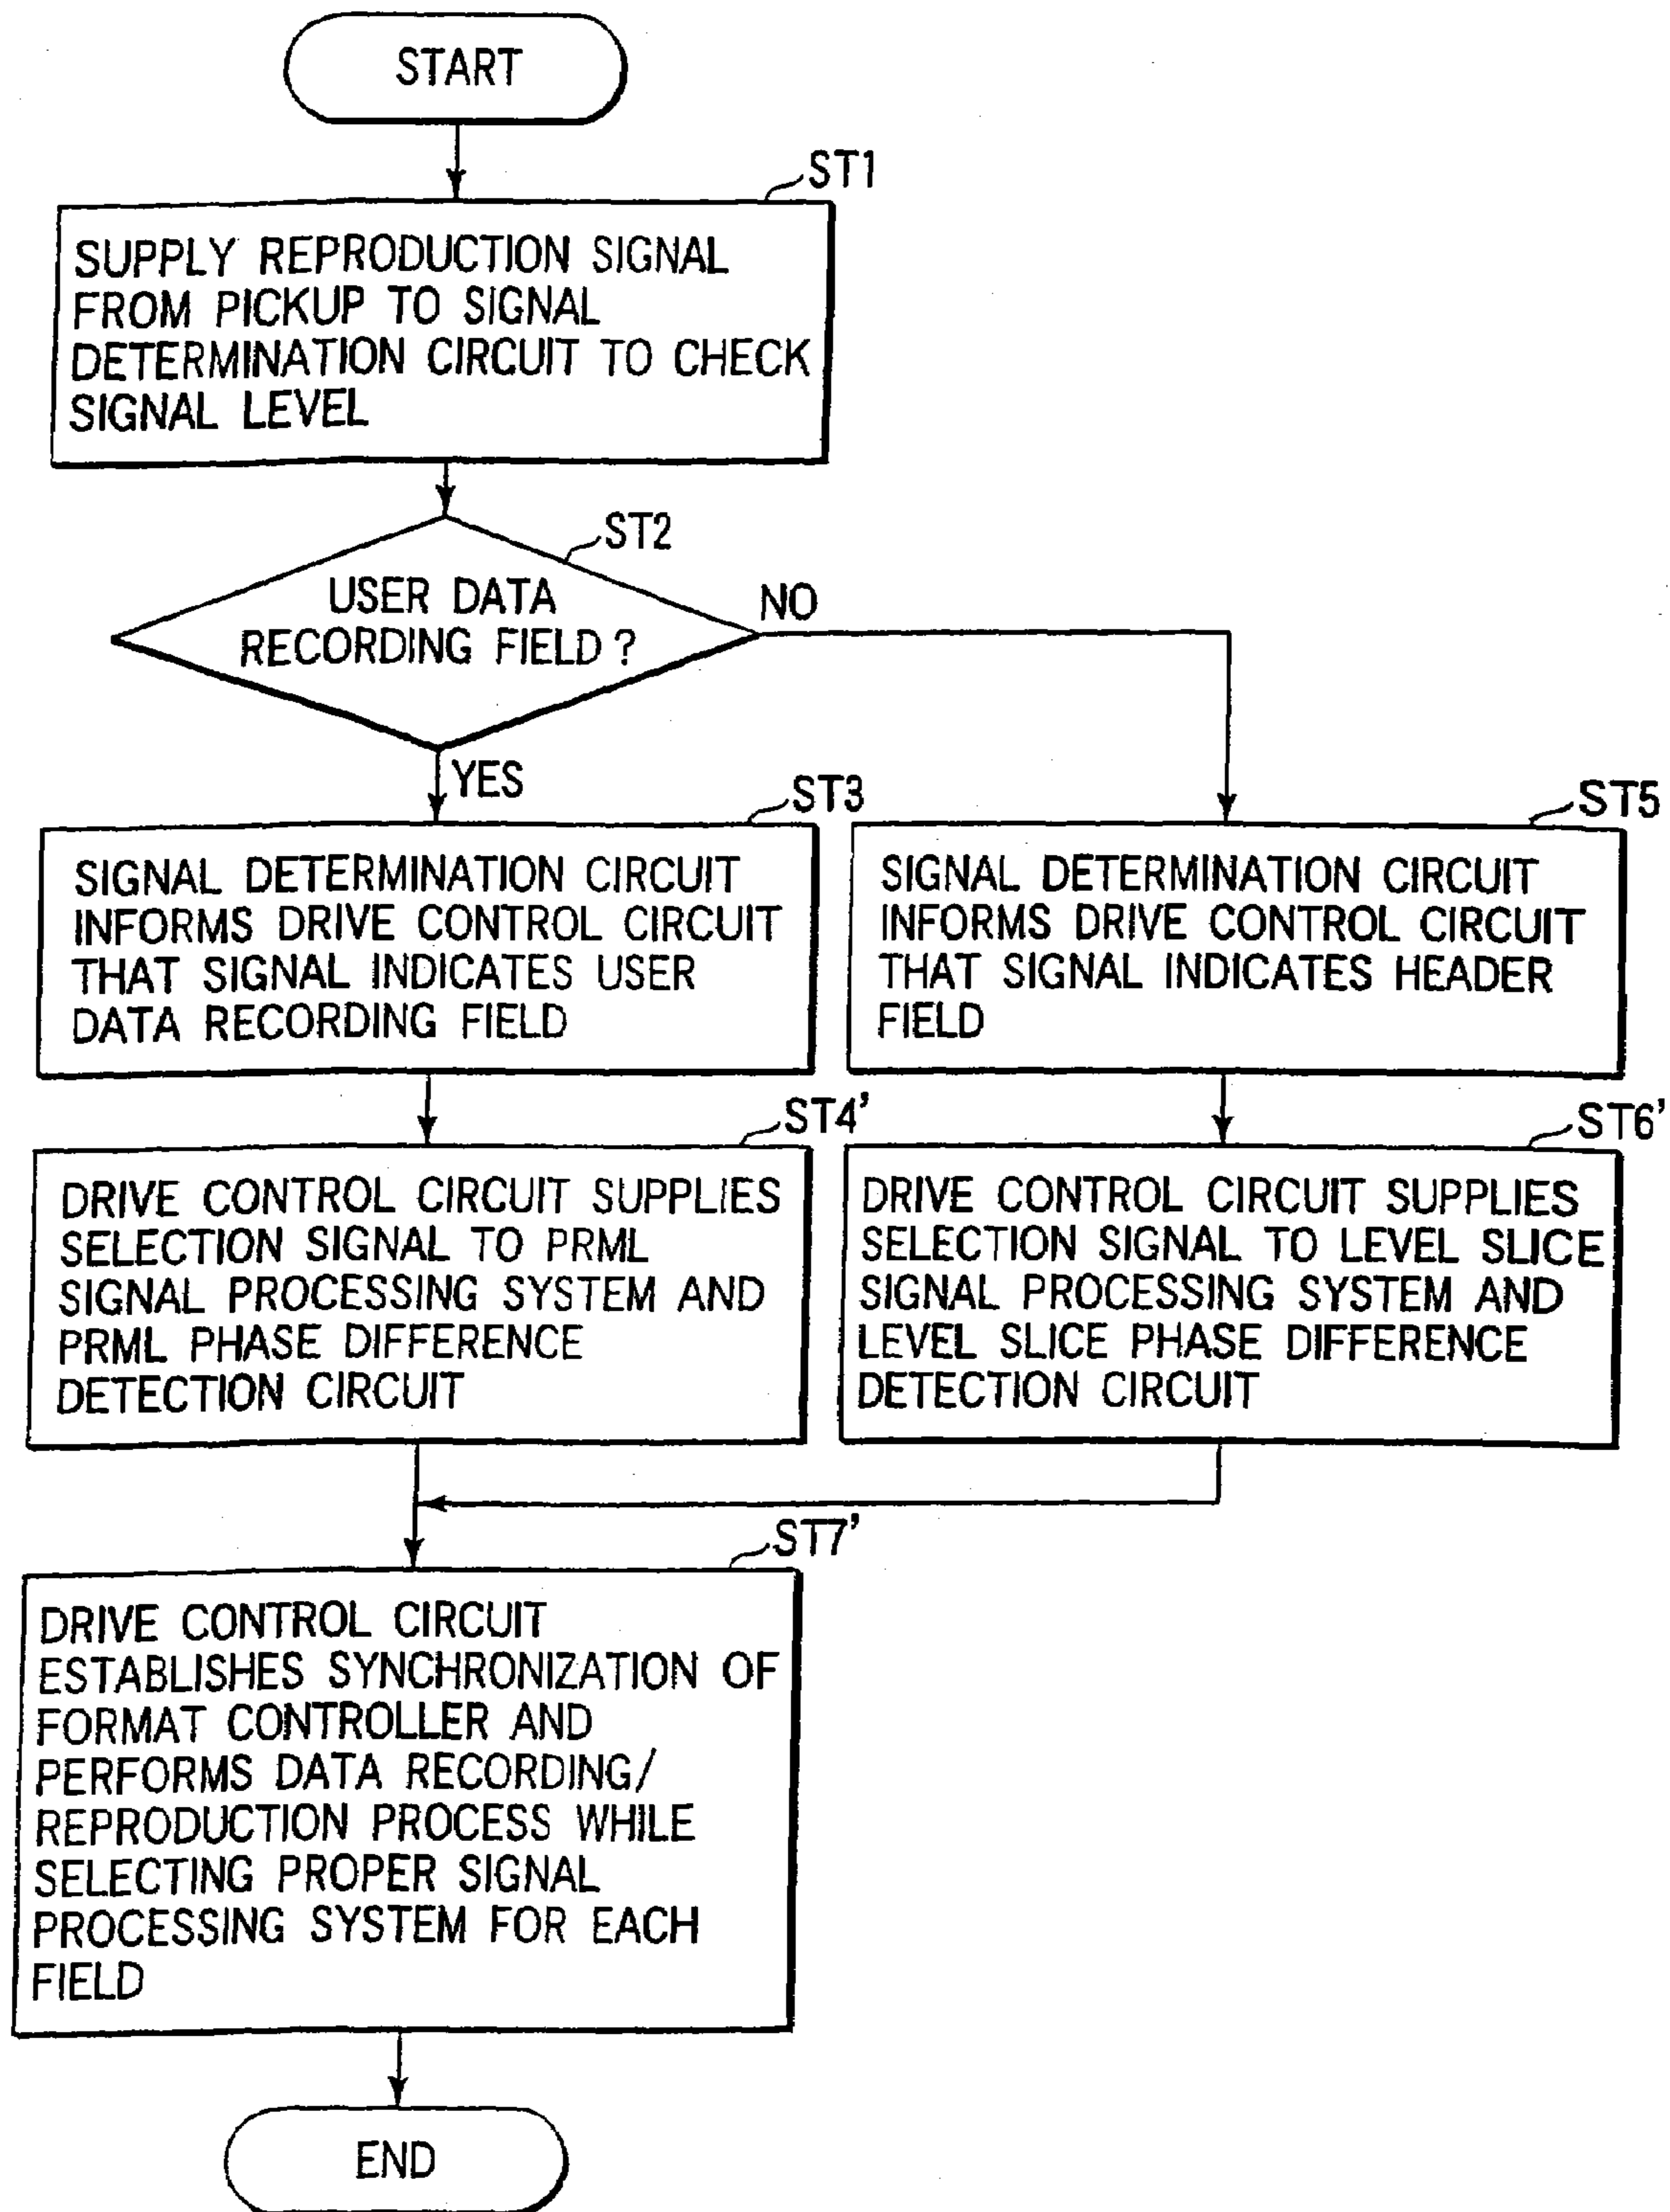 START
ST1
SUPPLY REPRODUCTION SIGNAL
FROM PICKUP TO SIGNAL
DETERMINATION CIRCUIT TO CHECK
SIGNAL LEVEL
ST2
USER DATA
RECORDING FIELD?
NO
YES
ST3
SIGNAL DETERMINATION CIRCUIT
INFORMS DRIVE CONTROL CIRCUIT
THAT SIGNAL INDICATES USER
DATA RECORDING FIELD
ST5
SIGNAL DETERMINATION CIRCUIT
INFORMS DRIVE CONTROL CIRCUIT
THAT SIGNAL INDICATES HEADER
FIELD
ST4'
DRIVE CONTROL CIRCUIT SUPPLIES
SELECTION SIGNAL TO PRML
SIGNAL PROCESSING SYSTEM AND
PRML PHASE DIFFERENCE
DETECTION CIRCUIT
ST6'
DRIVE CONTROL CIRCUIT SUPPLIES
SELECTION SIGNAL TO LEVEL SLICE
SIGNAL PROCESSING SYSTEM AND
LEVEL SLICE PHASE DIFFERENCE
DETECTION CIRCUIT
ST7'
DRIVE CONTROL CIRCUIT
ESTABLISHES SYNCHRONIZATION OF
FORMAT CONTROLLER AND
PERFORMS DATA RECORDING/
REPRODUCTION PROCESS WHILE
SELECTING PROPER SIGNAL
PROCESSING SYSTEM FOR EACH
FIELD
END